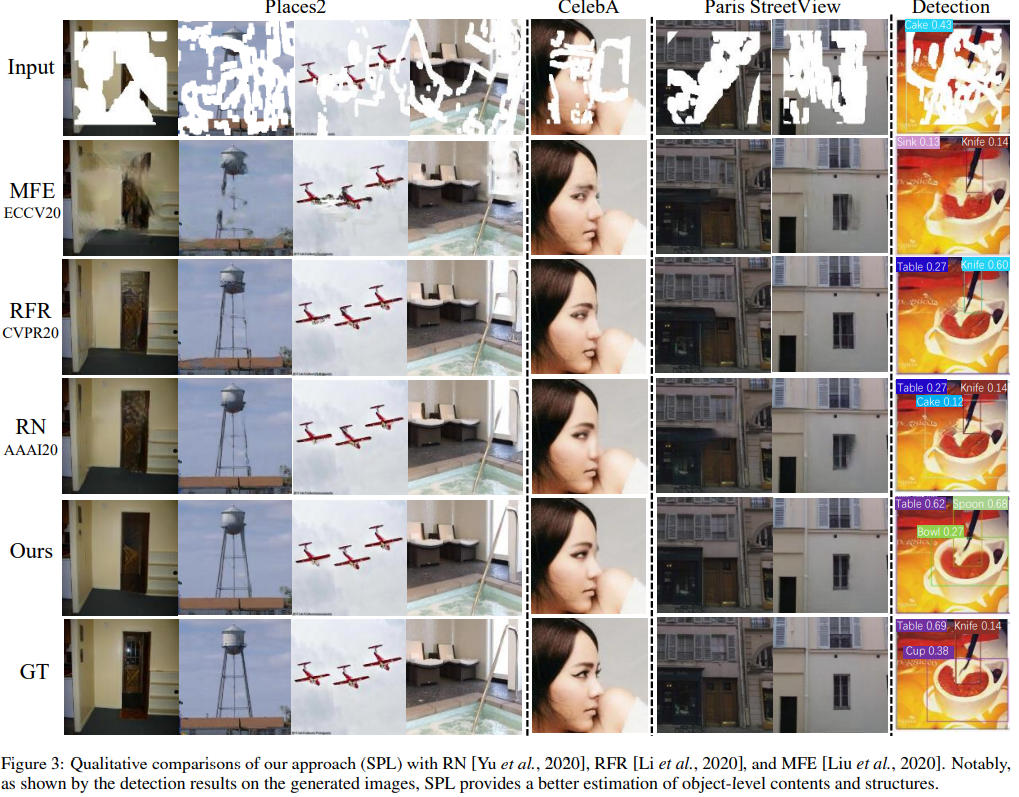 Places2 CelebA Paris StreetView Detection
Input
Cake 0.43
MFE
ECCV20
Sink 0.13 Knife 0.14
RFR
CVPR20
Table 0.27 Knife 0.60
RN
AAAI20
Table 0.27 Knife 0.14
Cake 0.12
Ours
Table 0.62 Spoon 0.68
Bowl 0.27
GT
Table 0.69 Knife 0.14
Cup 0.38
Figure 3: Qualitative comparisons of our approach (SPL) with RN [Yu et al., 2020], RFR [Li et al., 2020], and MFE [Liu et al., 2020]. Notably,
as shown by the detection results on the generated images, SPL provides a better estimation of object-level contents and structures.